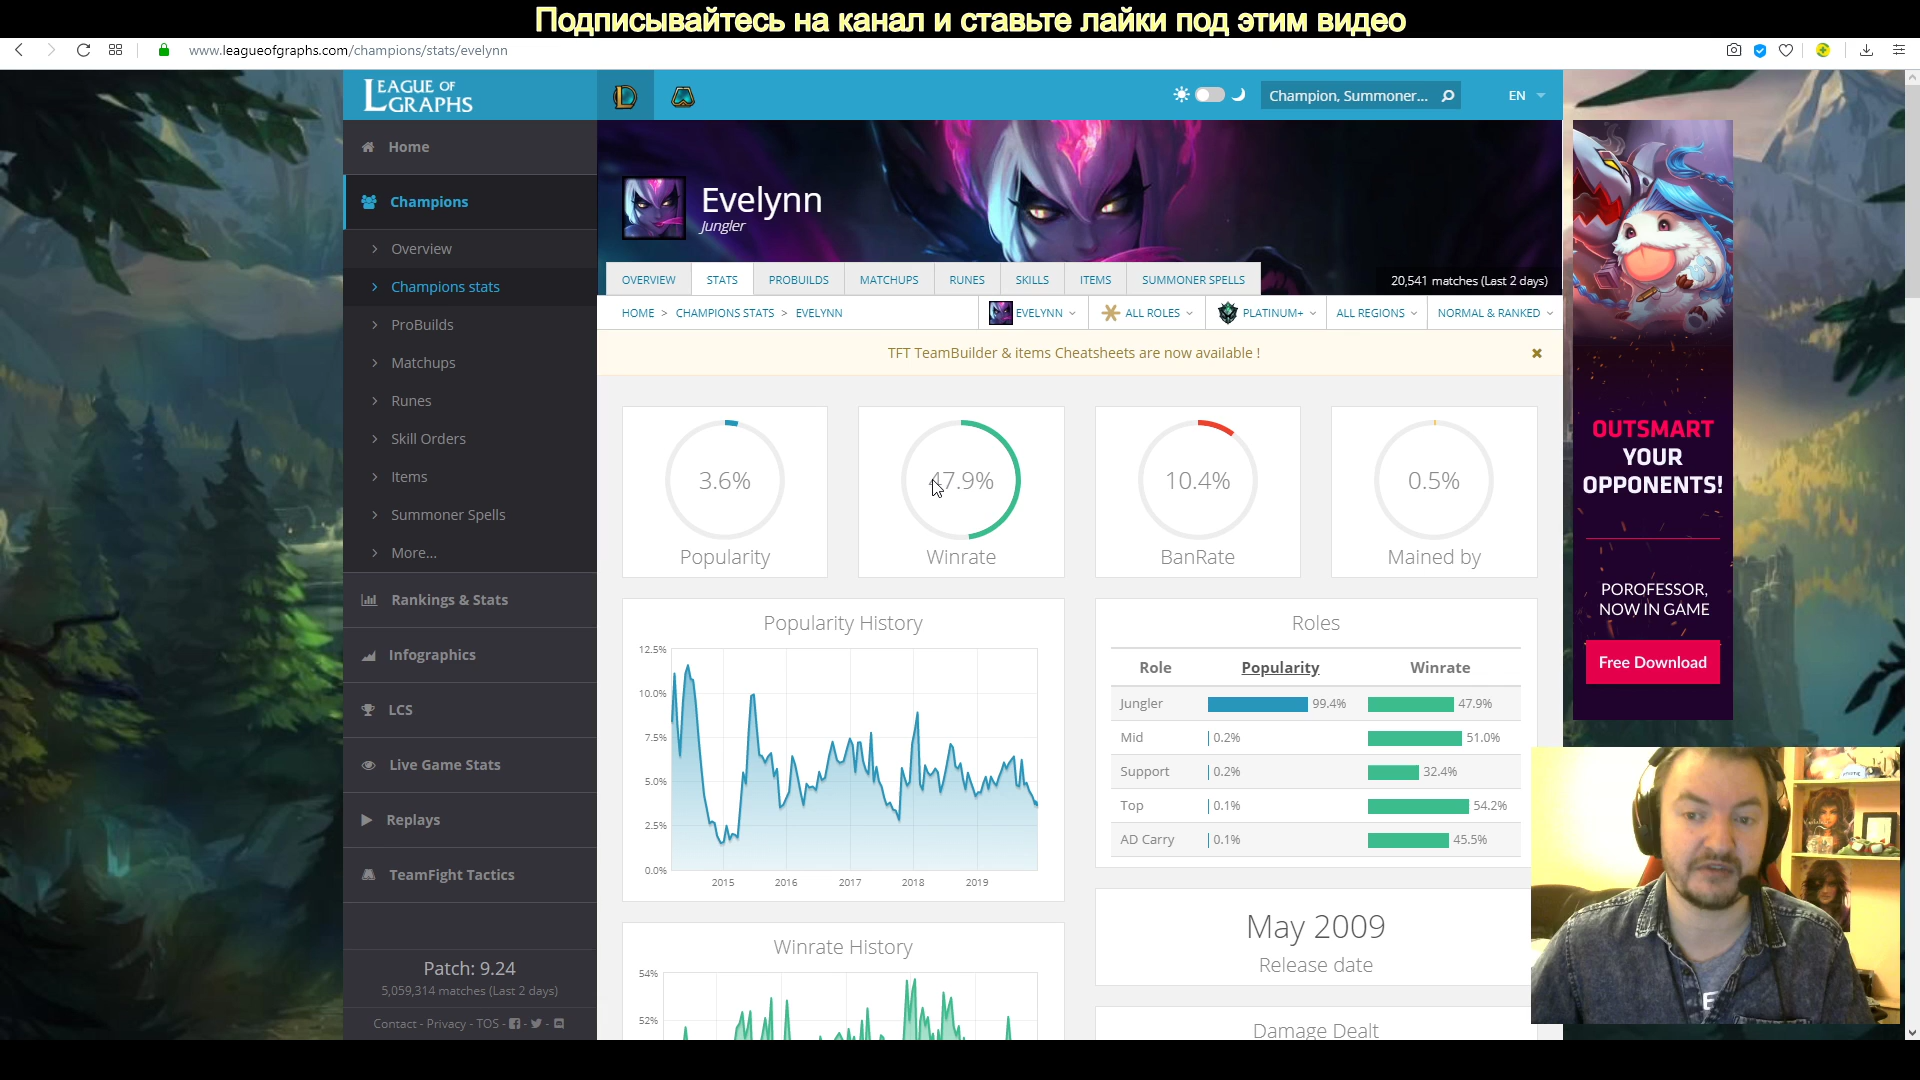 Подписывайтесь на канал и ставьте лайки под этим видео
www.leagueofgraphs.com/champions/stats/evelynn
LEAGUE OF
GRAPHS
Champion, Summoner...
EN
Home
Champions
Overview
Champions stats
ProBuilds
Matchups
Runes
Skill Orders
Items
Summoner Spells
More...
Rankings & Stats
Infographics
LCS
Live Game Stats
Replays
TeamFight Tactics
Patch: 9.24
5,059,314 matches (Last 2 days)
Contact - Privacy - TOS -
Evelynn
Jungler
OVERVIEW STATS PROBUILDS MATCHUPS RUNES SKILLS ITEMS SUMMONER SPELLS
20,541 matches (Last 2 days)
HOME > CHAMPIONS STATS > EVELYNN
EVELYNN ALL ROLES PLATINUM+ ALL REGIONS NORMAL & RANKED
TFT TeamBuilder & items Cheatsheets are now available !
3.6%
Popularity
47.9%
Winrate
10.4%
BanRate
0.5%
Mained by
Popularity History
12.5%
10.0%
7.5%
5.0%
2.5%
0.0%
2015 2016 2017 2018 2019
Roles
Role Popularity Winrate
Jungler 99.4% 47.9%
Mid 0.2% 51.0%
Support 0.2% 32.4%
Top 0.1% 54.2%
AD Carry 0.1% 45.5%
Winrate History
54%
52%
May 2009
Release date
Damage Dealt
OUTSMART
YOUR
OPPONENTS!
POROFESSOR,
NOW IN GAME
Free Download